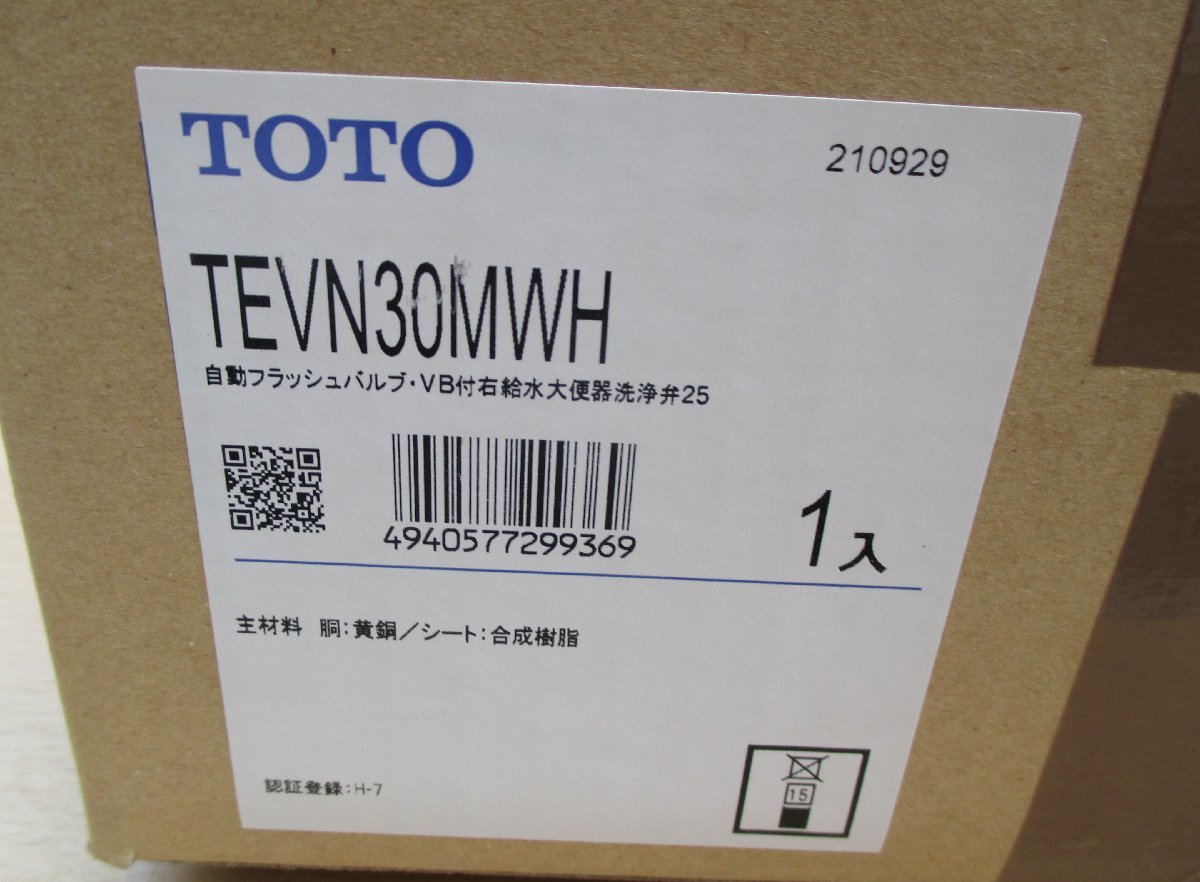 TOTO
210929
TEVN30MWH
自動フラッシュバルブ・VB付右給水大便器洗浄弁25
4940577299369
1入
主材料 胴:黄銅/シート:合成樹脂
認証登録:H-7
15